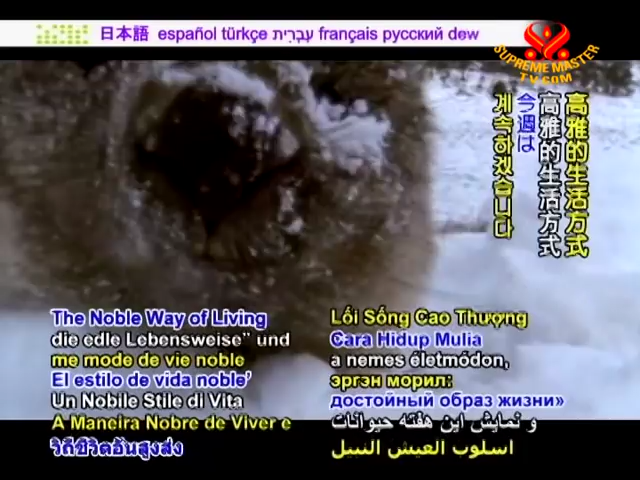 日本語 español türkçe עִבְרִית français русский dew
SUPREME MASTER
TV.COM
高雅的生活方式
高雅的生活方式
今週は
계속하겠습니다
The Noble Way of Living
die edle Lebensweise" und
me mode de vie noble
El estilo de vida noble'
Un Nobile Stile di Vita
A Maneira Nobre de Viver e
วิถีชีวิตอันสูงส่ง
Lối Sống Cao Thượng
Cara Hidup Mulia
a nemes életmódon,
эргэн морил:
достойный образ жизни»
و نمایش این هفته حیوانات
اسلوب العيش النبيل